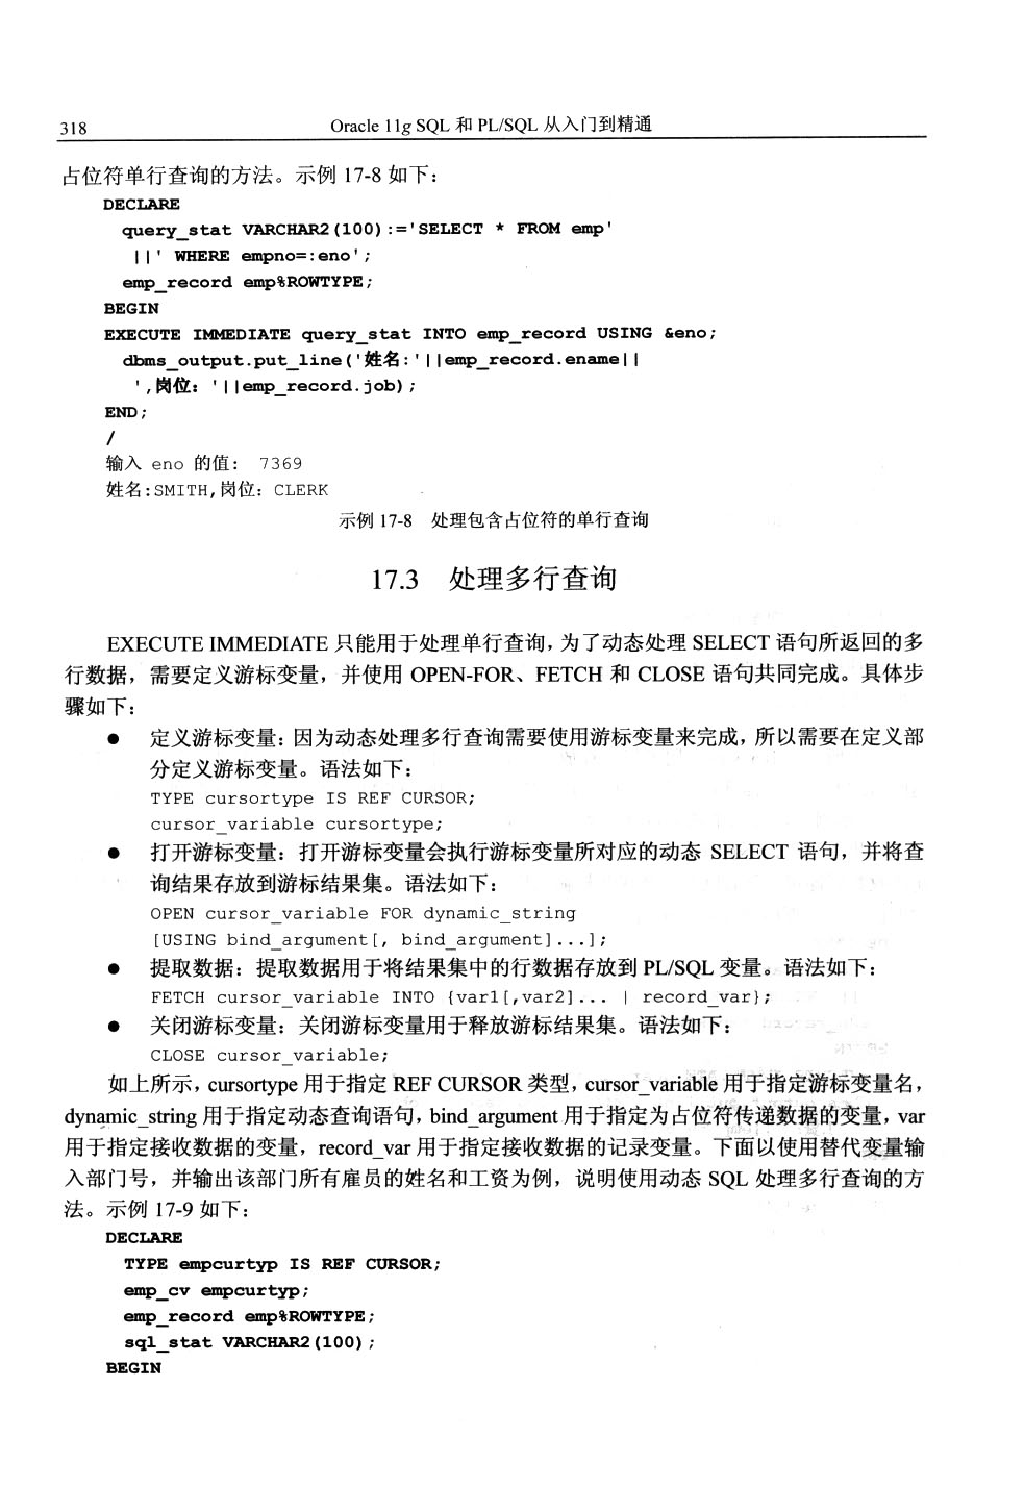 318
Oracle 11g SQL 和 PL/SQL 从入门到精通
占位符单行查询的方法。示例 17-8 如下：
DECLARE
query_stat VARCHAR2(100):='SELECT * FROM emp'
||' WHERE empno=:eno';
emp_record emp%ROWTYPE;
BEGIN
EXECUTE IMMEDIATE query_stat INTO emp_record USING &eno;
dbms_output.put_line('姓名:'||emp_record.ename||
',岗位：'||emp_record.job);
END;
/
输入 eno 的值： 7369
姓名:SMITH,岗位：CLERK
示例 17-8 处理包含占位符的单行查询
17.3 处理多行查询
EXECUTE IMMEDIATE 只能用于处理单行查询，为了动态处理 SELECT 语句所返回的多
行数据，需要定义游标变量，并使用 OPEN-FOR、FETCH 和 CLOSE 语句共同完成。具体步
骤如下：
● 定义游标变量：因为动态处理多行查询需要使用游标变量来完成，所以需要在定义部
分定义游标变量。语法如下：
TYPE cursortype IS REF CURSOR;
cursor_variable cursortype;
● 打开游标变量：打开游标变量会执行游标变量所对应的动态 SELECT 语句，并将查
询结果存放到游标结果集。语法如下：
OPEN cursor_variable FOR dynamic_string
[USING bind_argument[, bind_argument]...];
● 提取数据：提取数据用于将结果集中的行数据存放到 PL/SQL 变量。语法如下：
FETCH cursor_variable INTO {var1[,var2]... | record_var};
● 关闭游标变量：关闭游标变量用于释放游标结果集。语法如下：
CLOSE cursor_variable;
如上所示，cursortype 用于指定 REF CURSOR 类型，cursor_variable 用于指定游标变量名，
dynamic_string 用于指定动态查询语句，bind_argument 用于指定为占位符传递数据的变量，var
用于指定接收数据的变量，record_var 用于指定接收数据的记录变量。下面以使用替代变量输
入部门号，并输出该部门所有雇员的姓名和工资为例，说明使用动态 SQL 处理多行查询的方
法。示例 17-9 如下：
DECLARE
TYPE empcurtyp IS REF CURSOR;
emp_cv empcurtyp;
emp_record emp%ROWTYPE;
sql_stat VARCHAR2(100);
BEGIN